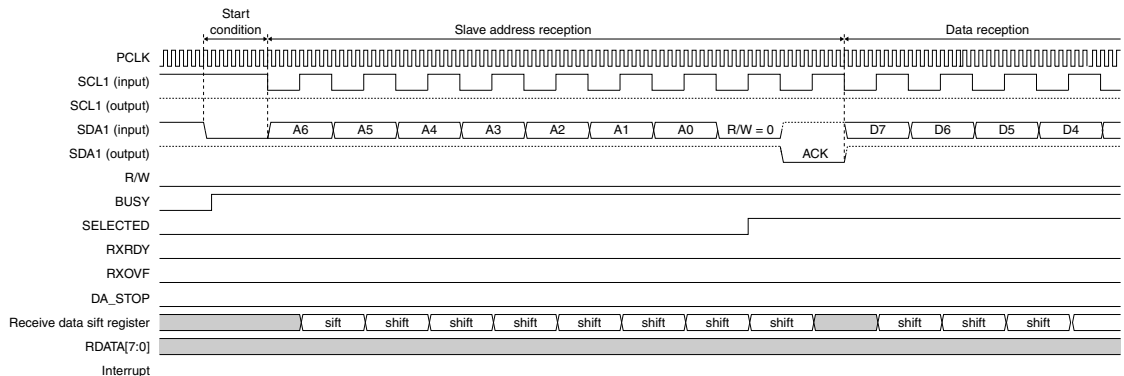 Start
condition
Slave address reception
Data reception
PCLK
SCL1 (input)
SCL1 (output)
SDA1 (input) A6 A5 A4 A3 A2 A1 A0 R/W = 0 D7 D6 D5 D4
SDA1 (output) ACK
R/W
BUSY
SELECTED
RXRDY
RXOVF
DA_STOP
Receive data sift register sift shift shift shift shift shift shift shift shift shift shift
RDATA[7:0]
Interrupt